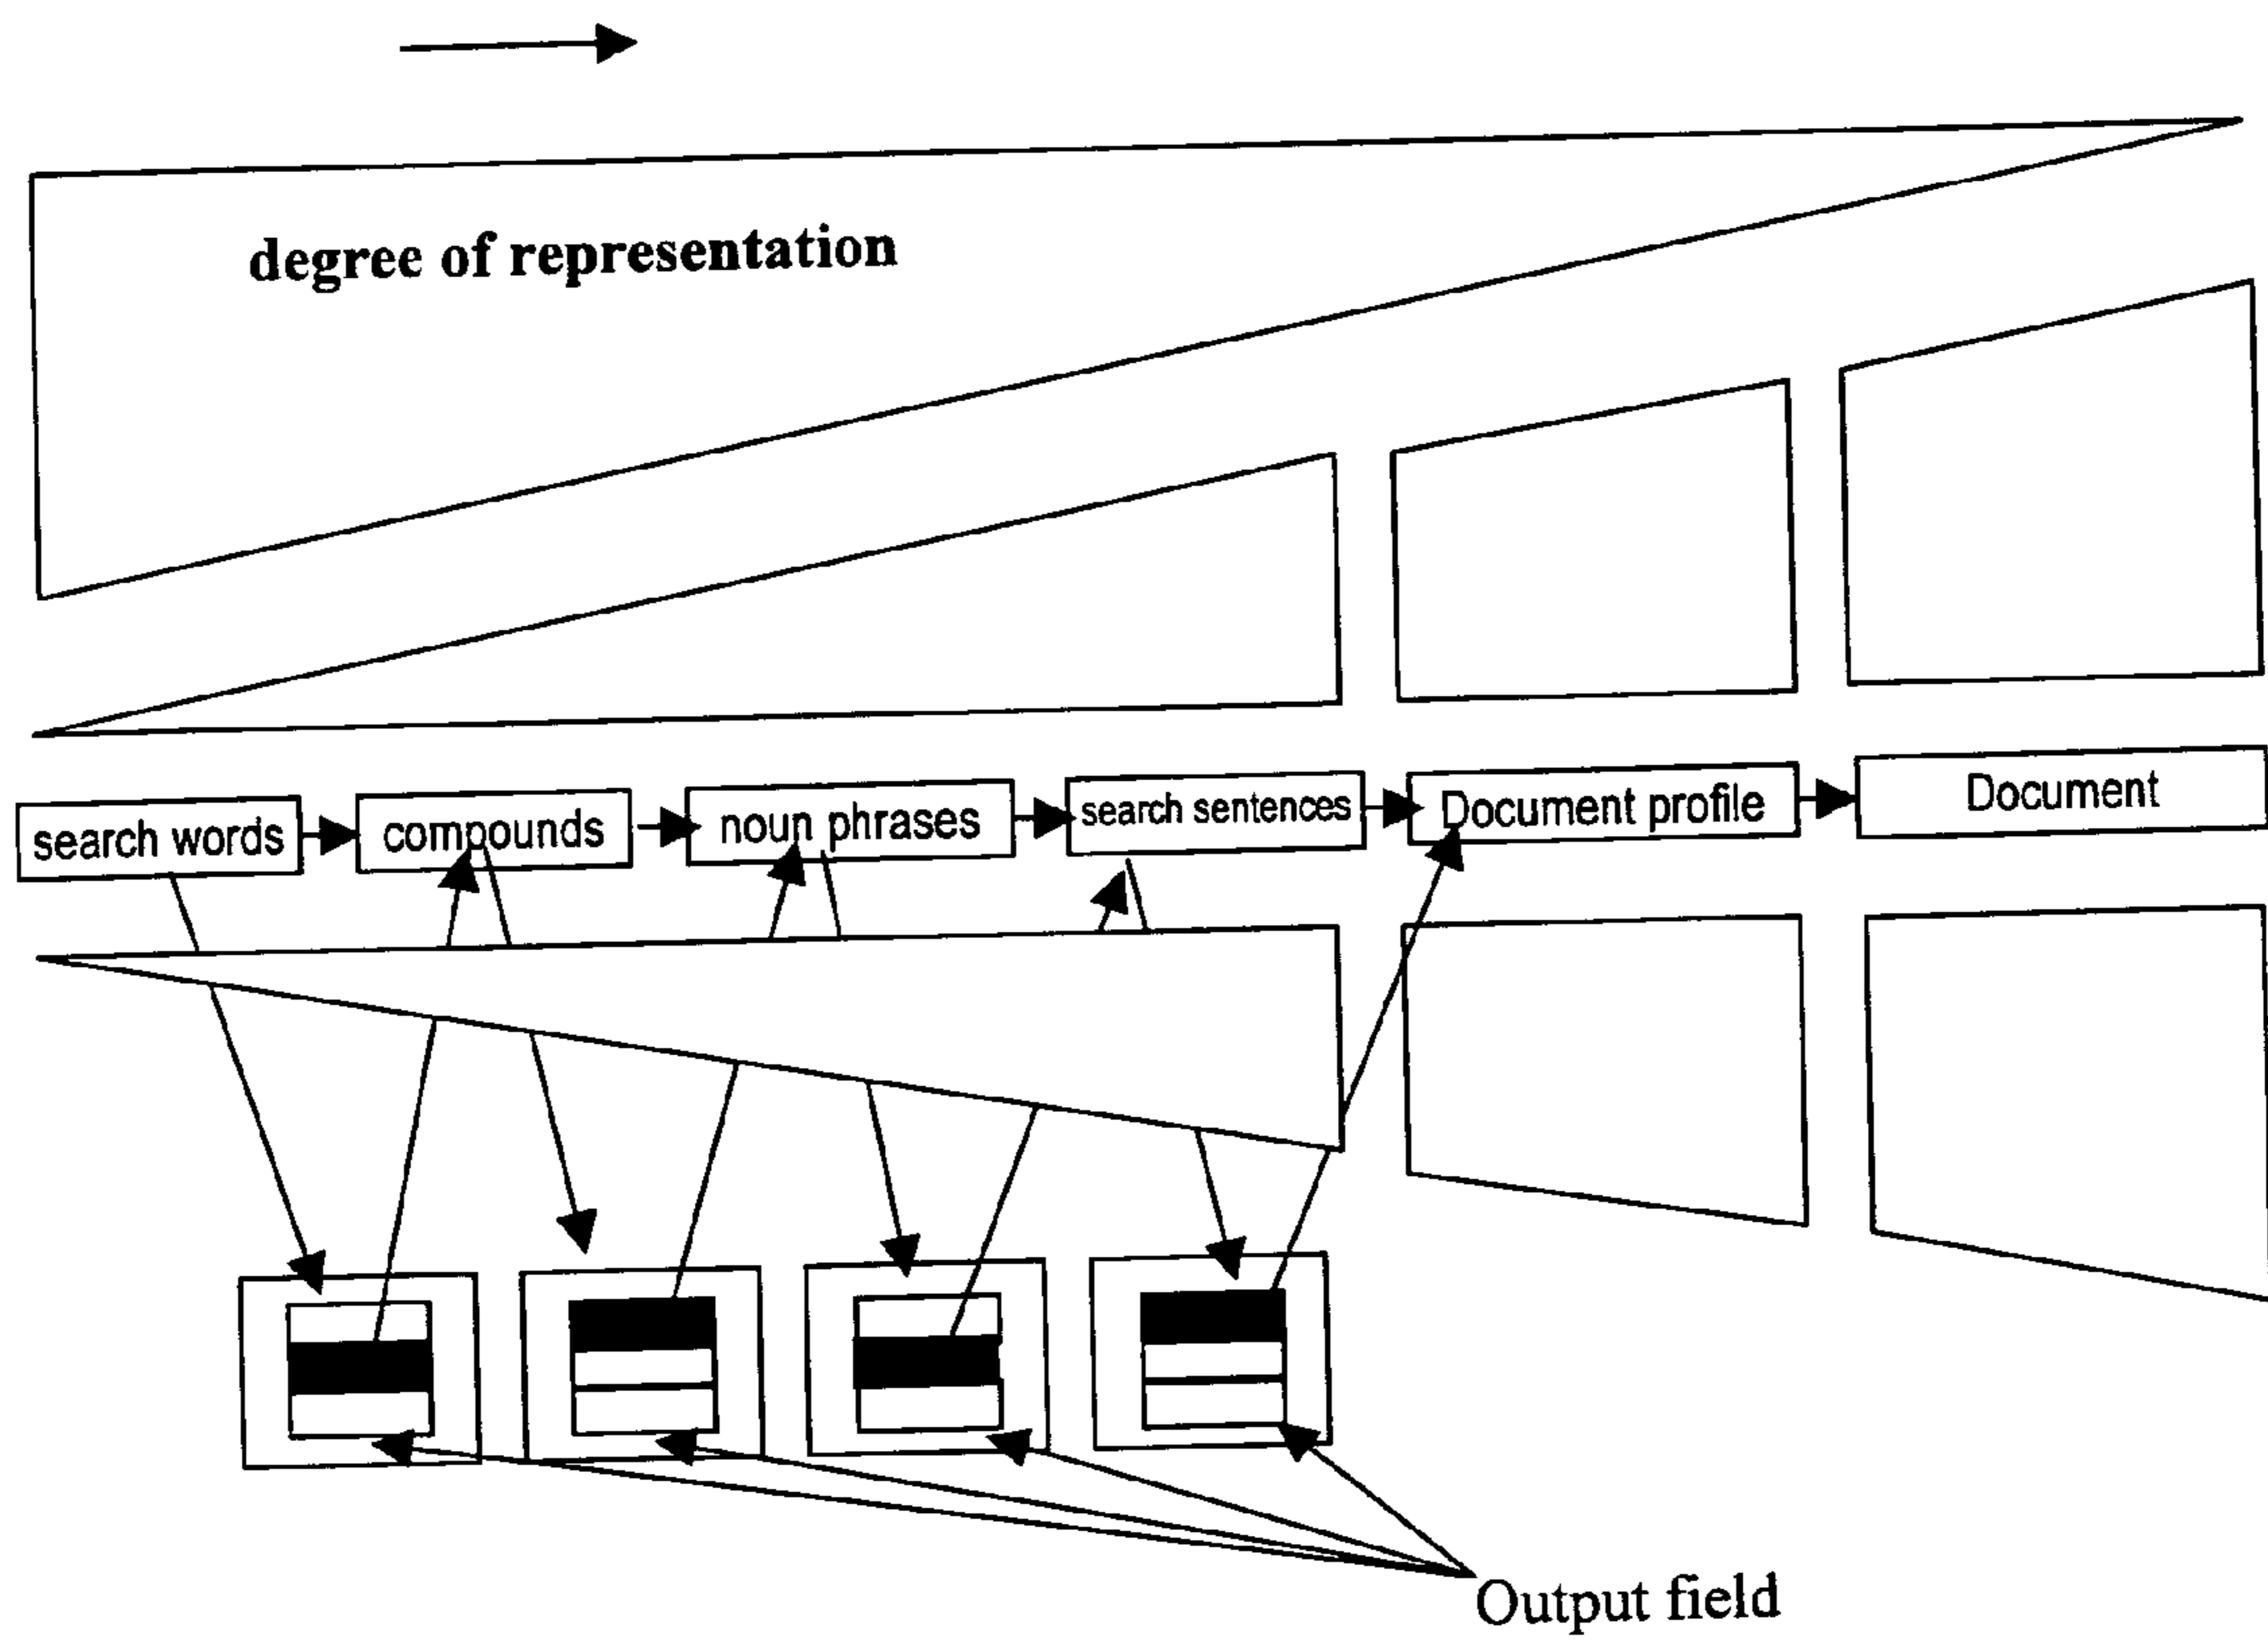 degree of representation
search words
compounds
noun phrases
search sentences
Document profile
Document
Output field